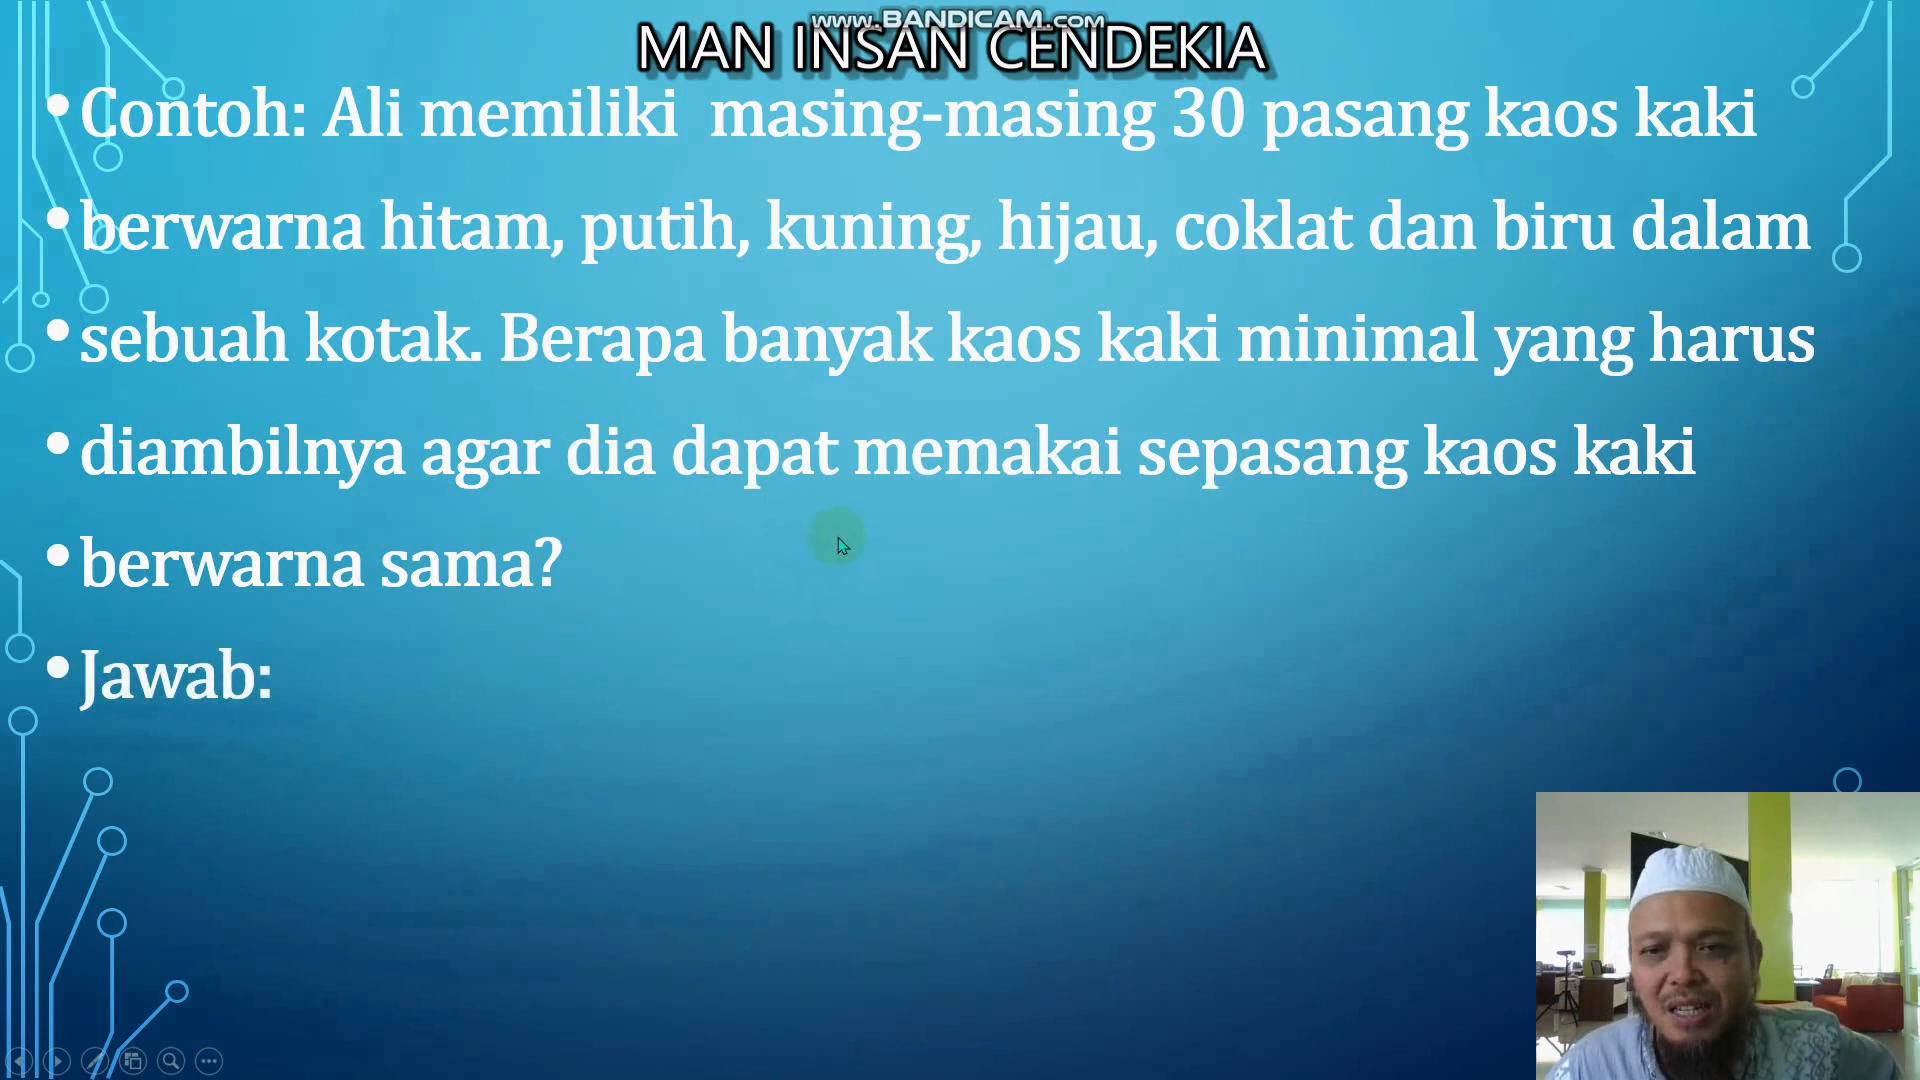 www.BANDICAM.com
MAN INSAN CENDEKIA
• Contoh: Ali memiliki masing-masing 30 pasang kaos kaki
• berwarna hitam, putih, kuning, hijau, coklat dan biru dalam
• sebuah kotak. Berapa banyak kaos kaki minimal yang harus
• diambilnya agar dia dapat memakai sepasang kaos kaki
• berwarna sama?
• Jawab: